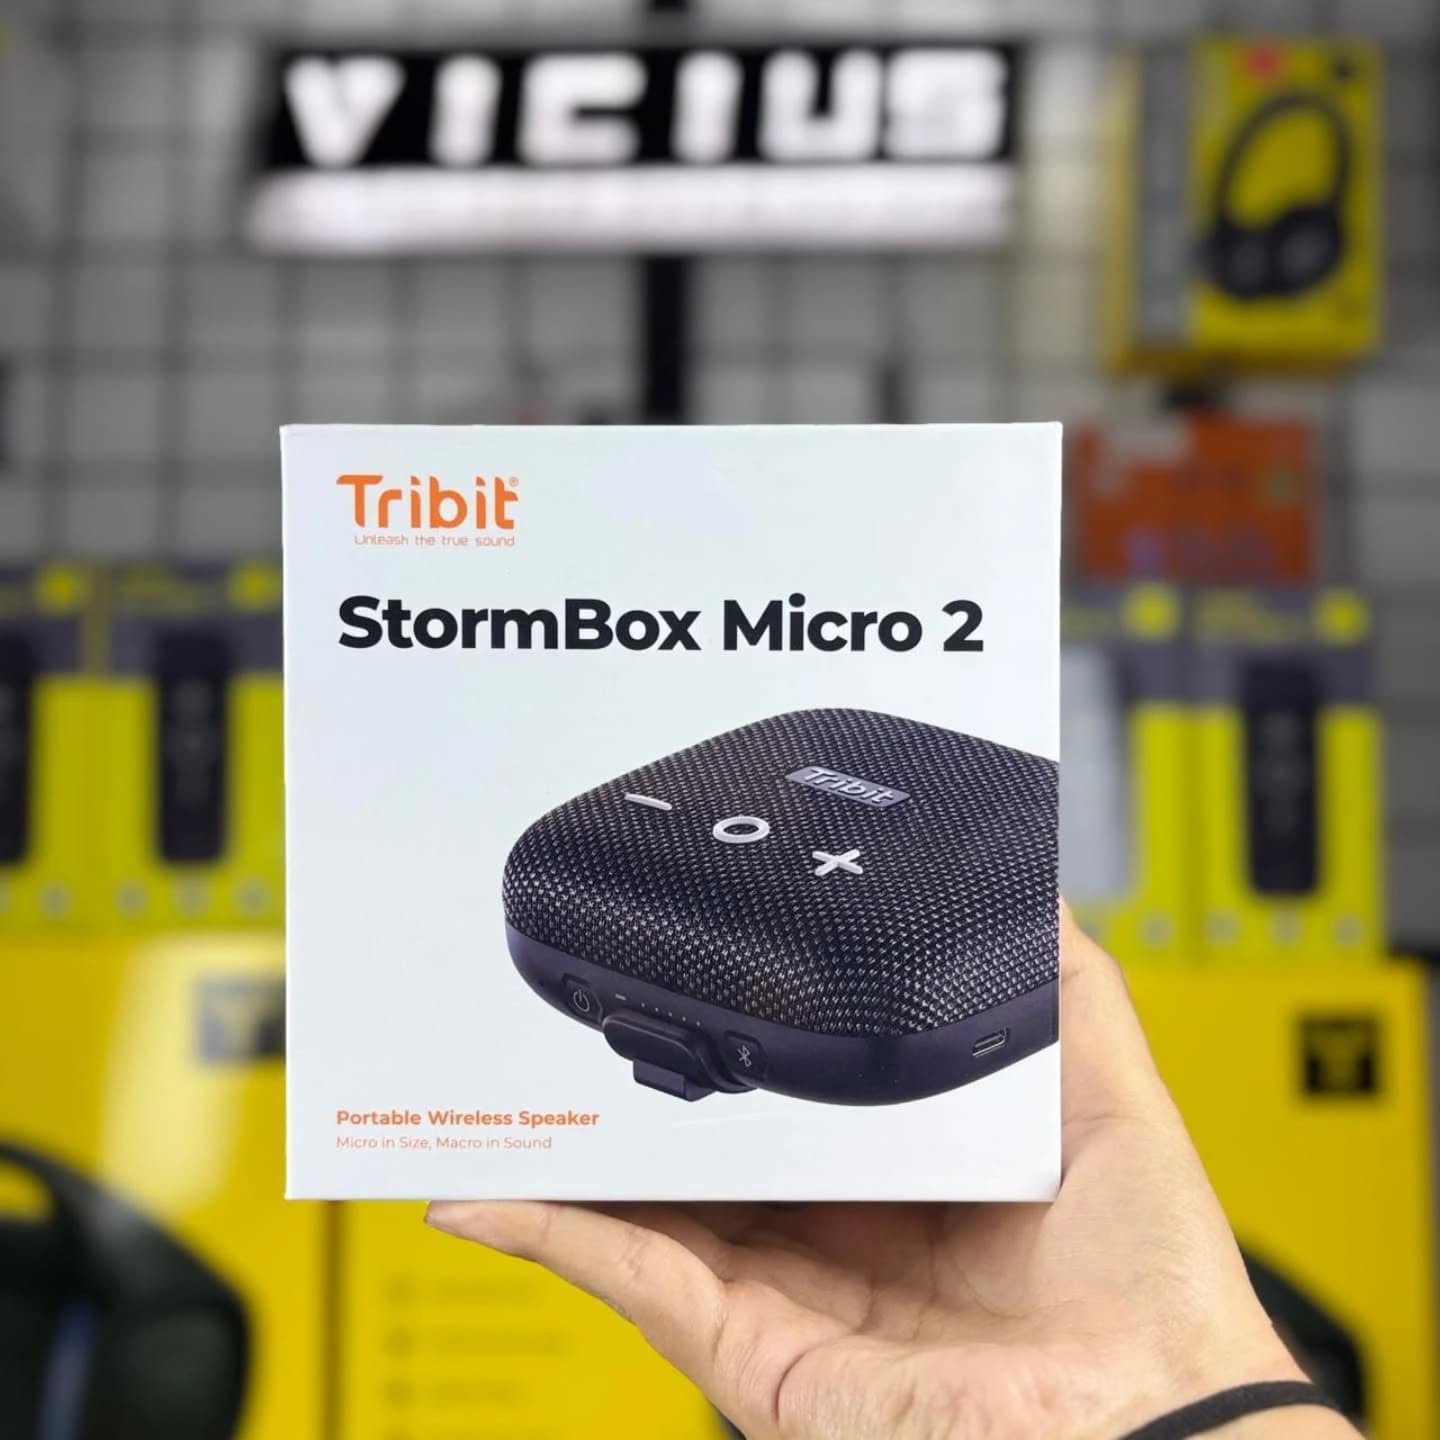 VICIUS
Tribit®
Unleash the true sound
StormBox Micro 2
Tribit
Portable Wireless Speaker
Micro in Size, Macro in Sound